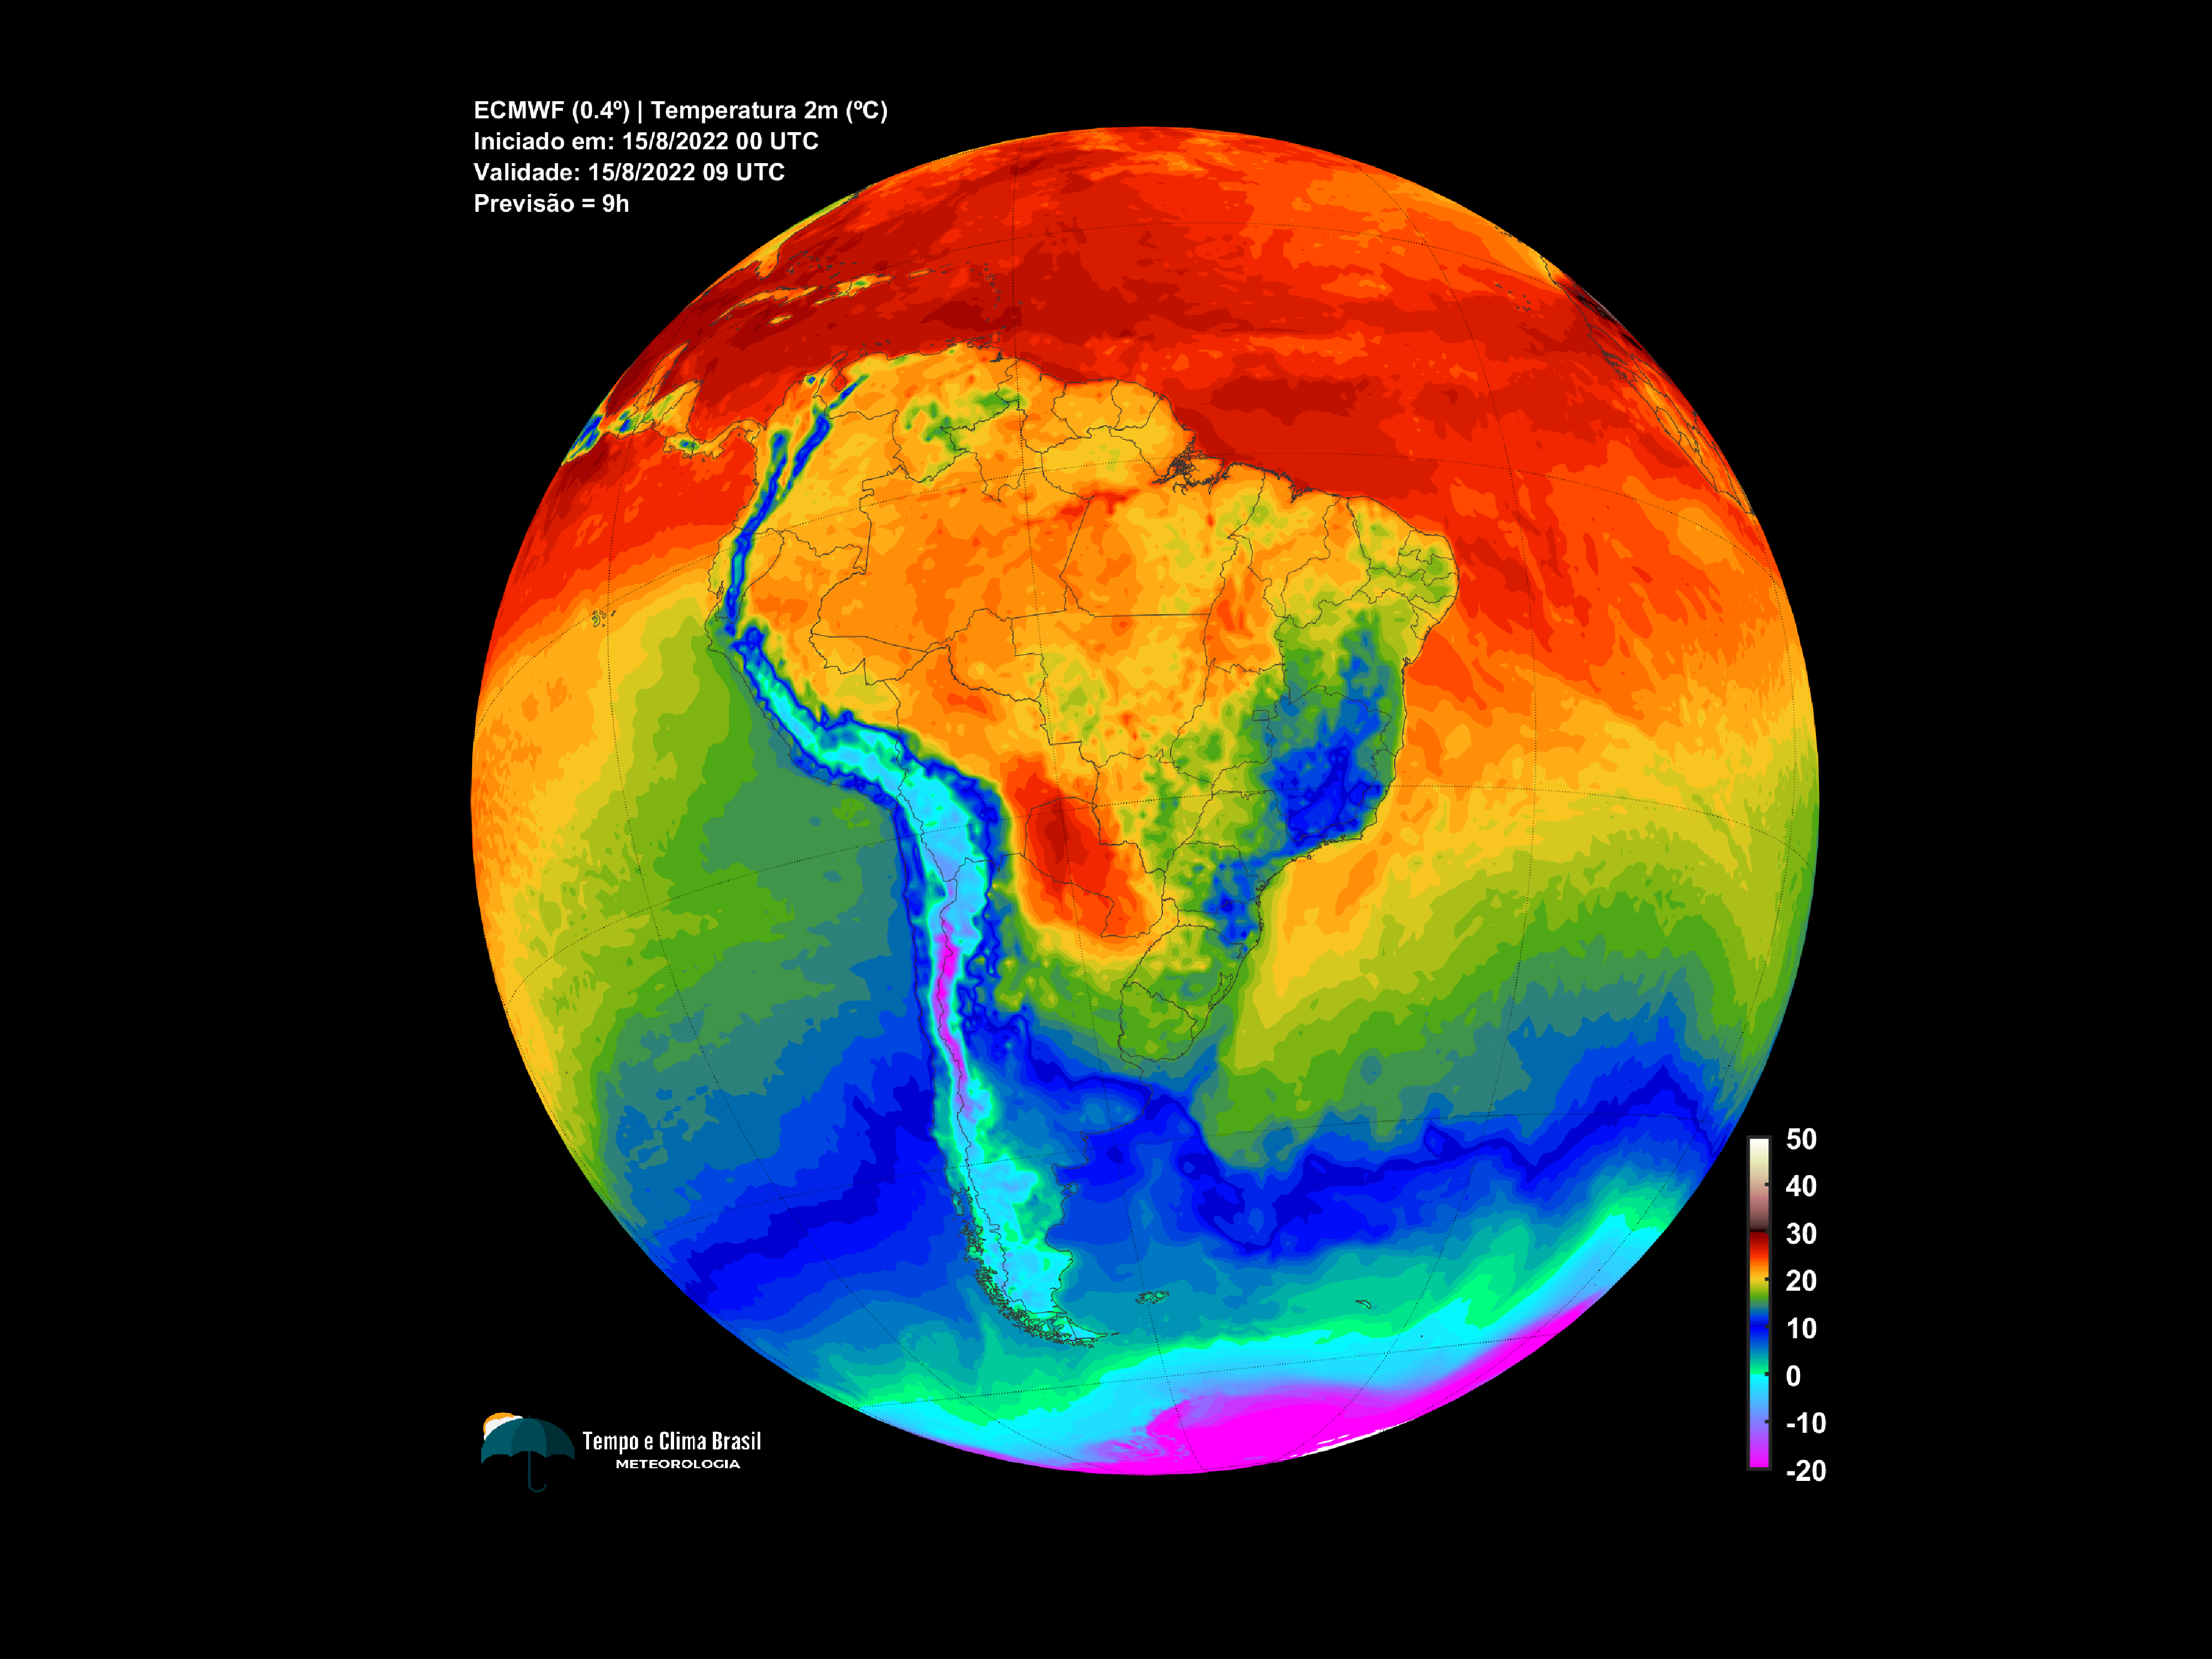 ECMWF (0.4º) | Temperatura 2m (ºC)
Iniciado em: 15/8/2022 00 UTC
Validade: 15/8/2022 09 UTC
Previsão = 9h
50
40
30
20
10
0
-10
-20
Tempo e Clima Brasil
METEOROLOGIA